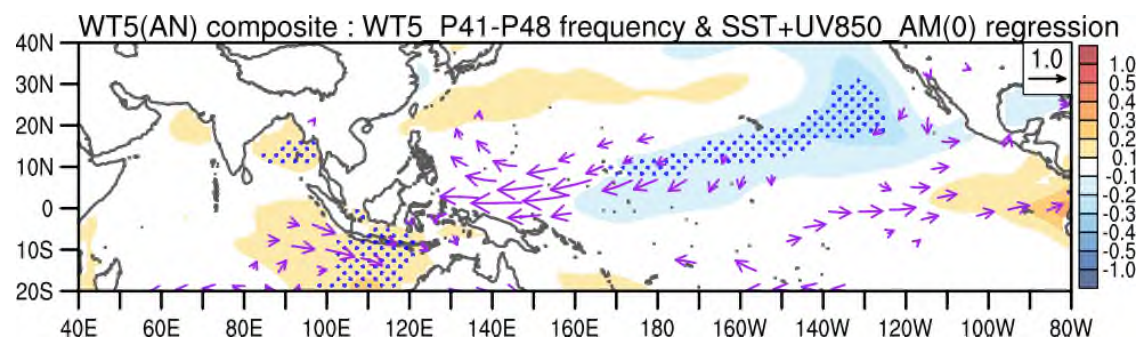 WT5(AN) composite : WT5_P41-P48 frequency & SST+UV850_AM(0) regression
40N
30N
20N
10N
0
10S
20S
40E 60E 80E 100E 120E 140E 160E 180 160W 140W 120W 100W 80W
1.0
1.0
0.5
0.4
0.3
0.2
0.1
-0.1
-0.2
-0.3
-0.4
-0.5
-1.0